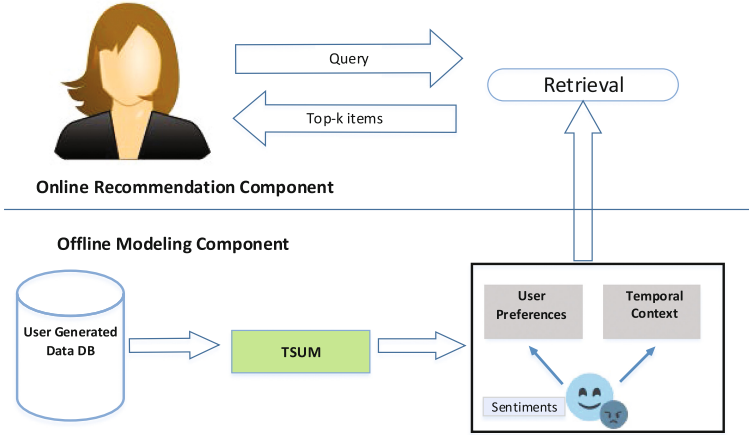 Query
Retrieval
Top-k items
Online Recommendation Component
Offline Modeling Component
User Generated
Data DB
TSUM
User
Preferences
Temporal
Context
Sentiments